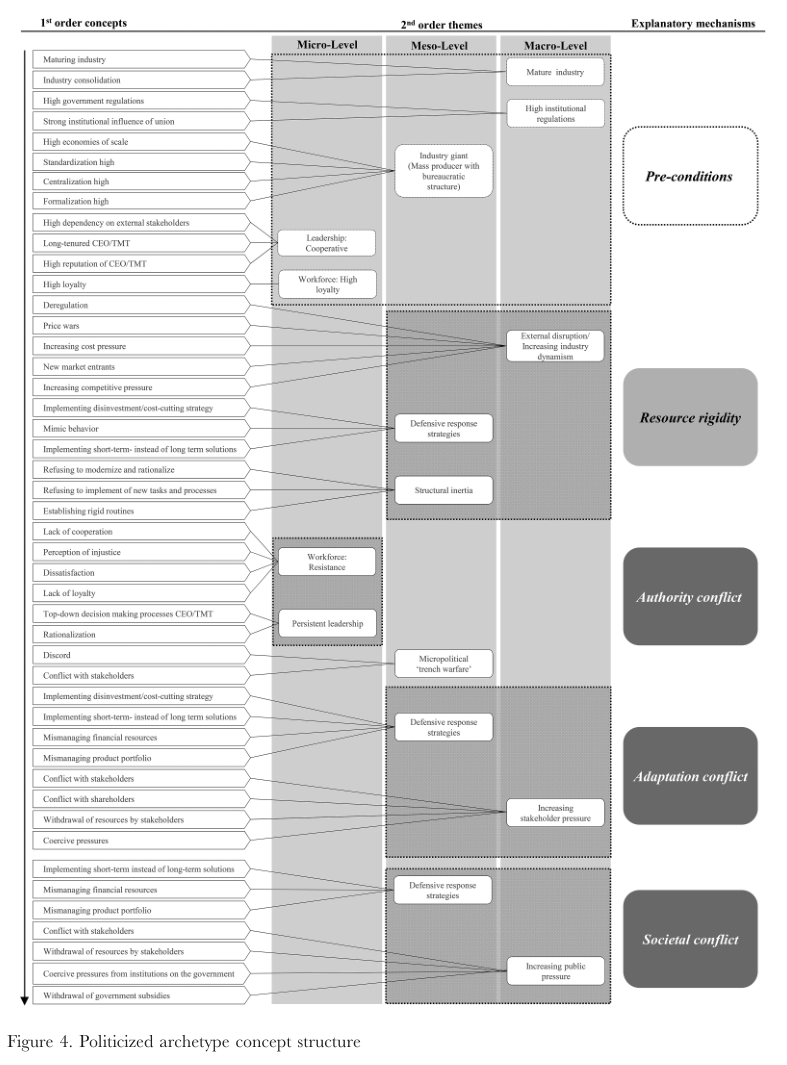 1st order concepts
2nd order themes
Explanatory mechanisms
Micro-Level
Meso-Level
Macro-Level
Maturing industry
Industry consolidation
High government regulations
Strong institutional influence of union
High economies of scale
Standardization high
Centralization high
Formalization high
High dependency on external stakeholders
Long-tenured CEO/TMT
High reputation of CEO/TMT
High loyalty
Mature industry
High institutional
regulations
Industry giant
(Mass producer with
bureaucratic
structure)
Leadership:
Cooperative
Workforce: High
loyalty
Pre-conditions
Deregulation
Price wars
Increasing cost pressure
New market entrants
Increasing competitive pressure
Implementing disinvestment/cost-cutting strategy
Mimic behavior
Implementing short-term- instead of long term solutions
Refusing to modernize and rationalize
Refusing to implement of new tasks and processes
Establishing rigid routines
External disruption/
Increasing industry
dynamism
Defensive response
strategies
Structural inertia
Resource rigidity
Lack of cooperation
Perception of injustice
Dissatisfaction
Lack of loyalty
Top-down decision making processes CEO/TMT
Rationalization
Discord
Conflict with stakeholders
Workforce:
Resistance
Persistent leadership
Micropolitical
‘trench warfare’
Authority conflict
Implementing disinvestment/cost-cutting strategy
Implementing short-term- instead of long term solutions
Mismanaging financial resources
Mismanaging product portfolio
Conflict with stakeholders
Conflict with shareholders
Withdrawal of resources by stakeholders
Coercive pressures
Defensive response
strategies
Increasing
stakeholder pressure
Adaptation conflict
Implementing short-term instead of long-term solutions
Mismanaging financial resources
Mismanaging product portfolio
Conflict with stakeholders
Withdrawal of resources by stakeholders
Coercive pressures from institutions on the government
Withdrawal of government subsidies
Defensive response
strategies
Increasing public
pressure
Societal conflict
Figure 4. Politicized archetype concept structure